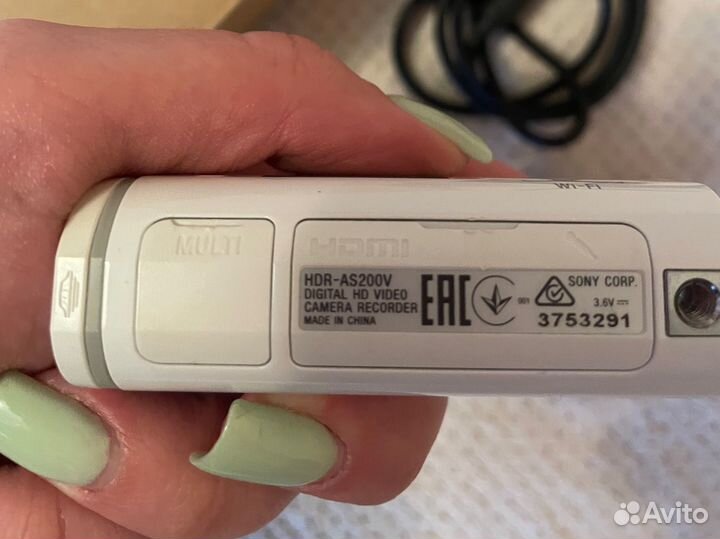 WI-FI
MULTI
HDMI
HDR-AS200V
DIGITAL HD VIDEO
CAMERA RECORDER
MADE IN CHINA
EAC
001
SONY CORP.
3.6V
3753291
Avito